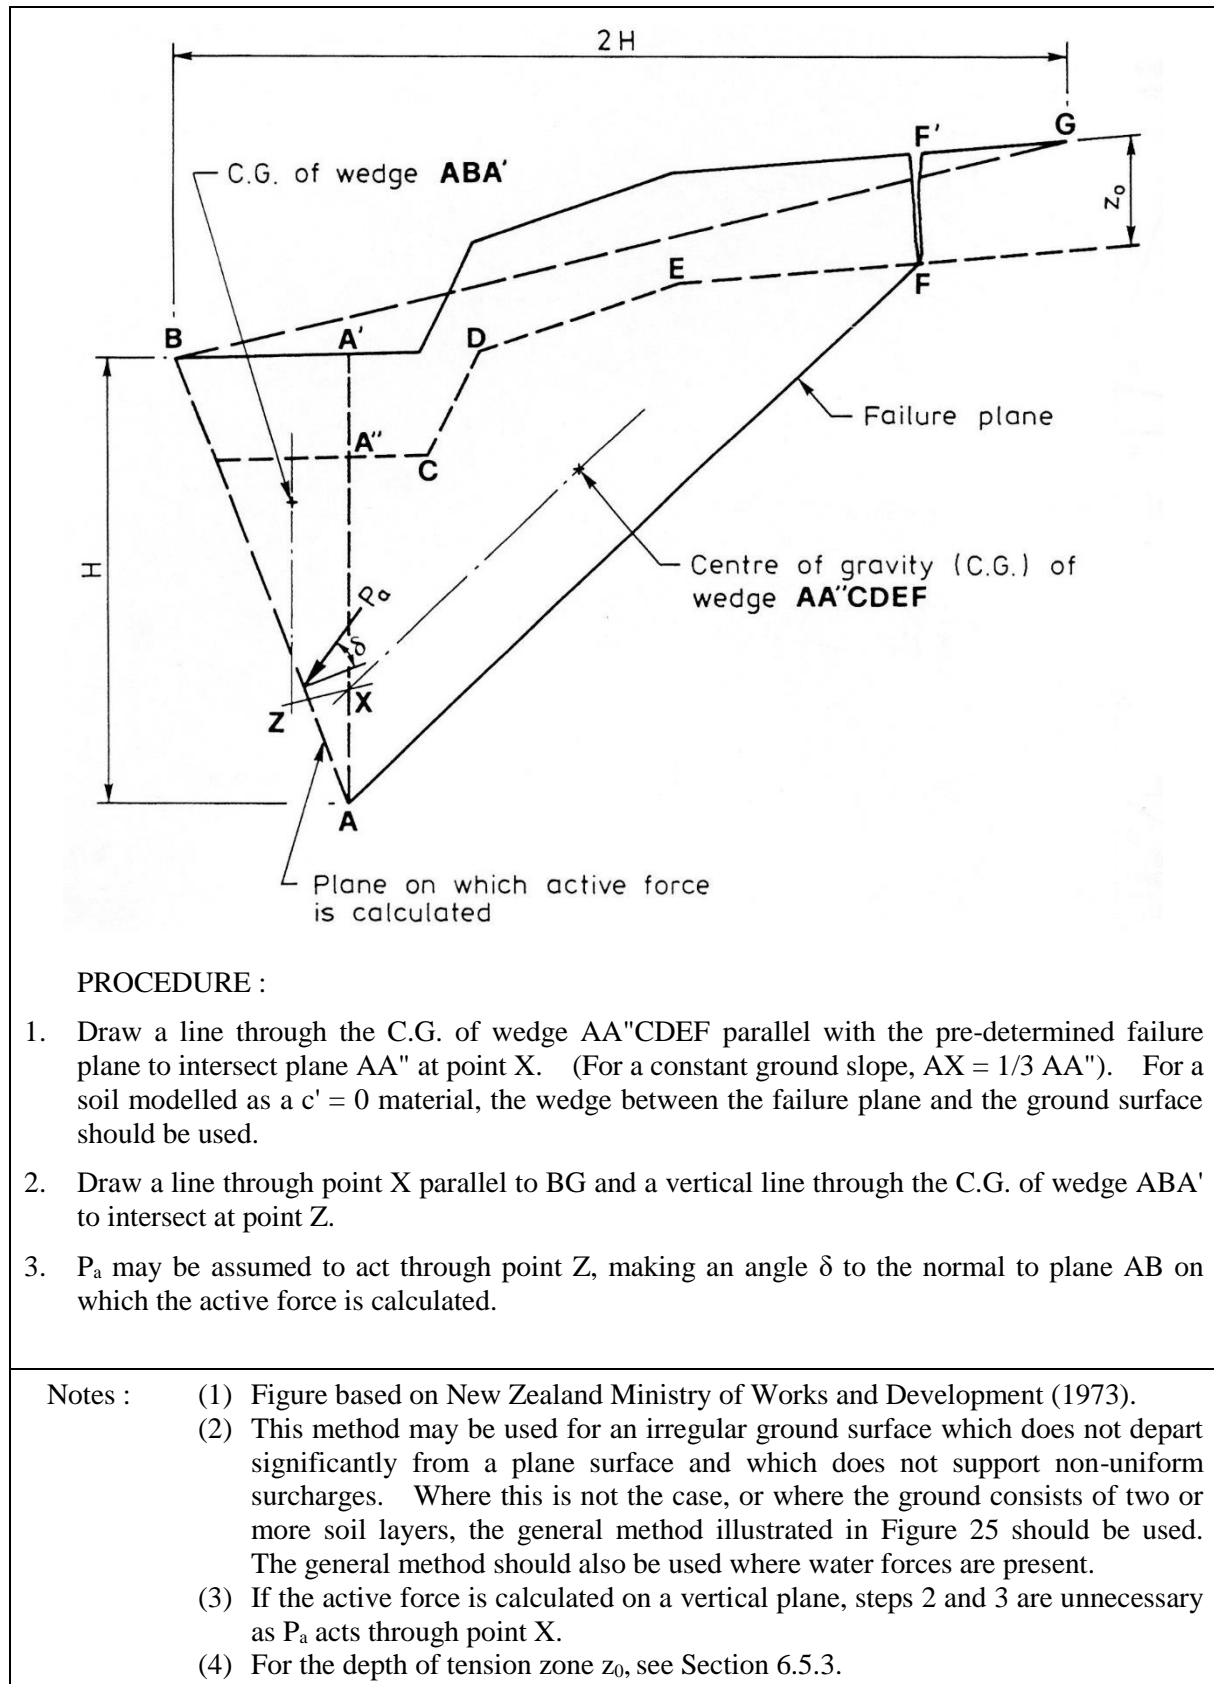 2H
G
F'
C.G. of wedge ABA'
z₀
E
F
B
A'
D
Failure plane
A"
C
H
Centre of gravity (C.G.) of
wedge AA"CDEF
Pₐ
δ
X
Z
A
Plane on which active force
is calculated
PROCEDURE :
1. Draw a line through the C.G. of wedge AA"CDEF parallel with the pre-determined failure
plane to intersect plane AA" at point X. (For a constant ground slope, AX = 1/3 AA"). For a
soil modelled as a c' = 0 material, the wedge between the failure plane and the ground surface
should be used.
2. Draw a line through point X parallel to BG and a vertical line through the C.G. of wedge ABA'
to intersect at point Z.
3. Pₐ may be assumed to act through point Z, making an angle δ to the normal to plane AB on
which the active force is calculated.
Notes : (1) Figure based on New Zealand Ministry of Works and Development (1973).
(2) This method may be used for an irregular ground surface which does not depart
significantly from a plane surface and which does not support non-uniform
surcharges. Where this is not the case, or where the ground consists of two or
more soil layers, the general method illustrated in Figure 25 should be used.
The general method should also be used where water forces are present.
(3) If the active force is calculated on a vertical plane, steps 2 and 3 are unnecessary
as Pₐ acts through point X.
(4) For the depth of tension zone z₀, see Section 6.5.3.